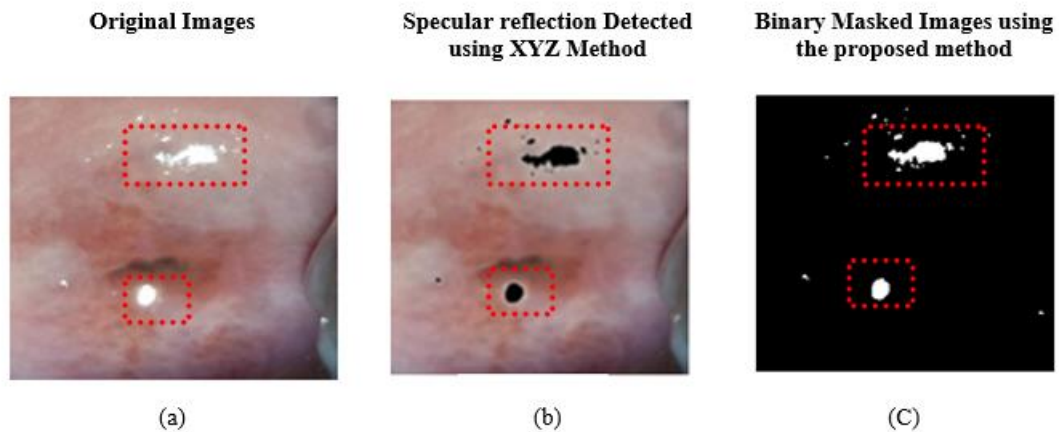 Original Images
Specular reflection Detected
using XYZ Method
Binary Masked Images using
the proposed method
(a)
(b)
(C)